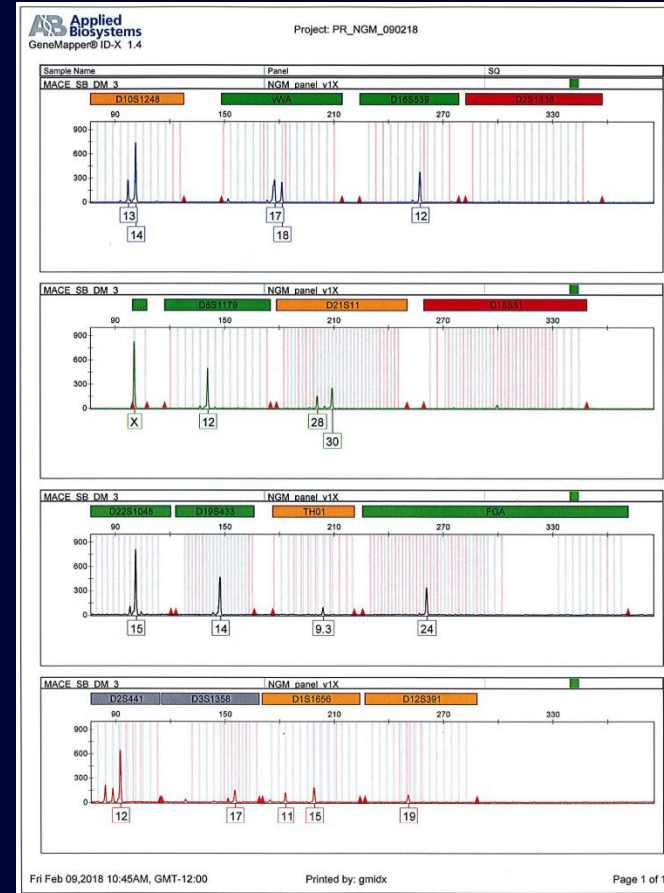 AB Applied
Biosystems
GeneMapper® ID-X 1.4
Project: PR_NGM_090218
Sample Name Panel SQ
MACE_SB_DM_3 NGM_panel_v1X
D10S1248 vWA D16S539 D2S1338
90 150 210 270 330
900
600
300
0
13 17 12
14 18
MACE_SB_DM_3 NGM_panel_v1X
D8S1179 D21S11 D18S51
90 150 210 270 330
900
600
300
0
X 12 28
30
MACE_SB_DM_3 NGM_panel_v1X
D22S1045 D19S433 TH01 FGA
90 150 210 270 330
900
600
300
0
15 14 9.3 24
MACE_SB_DM_3 NGM_panel_v1X
D2S441 D3S1358 D1S1656 D12S391
90 150 210 270 330
900
600
300
0
12 17 11 15 19
Fri Feb 09,2018 10:45AM, GMT-12:00 Printed by: gmidx Page 1 of 1